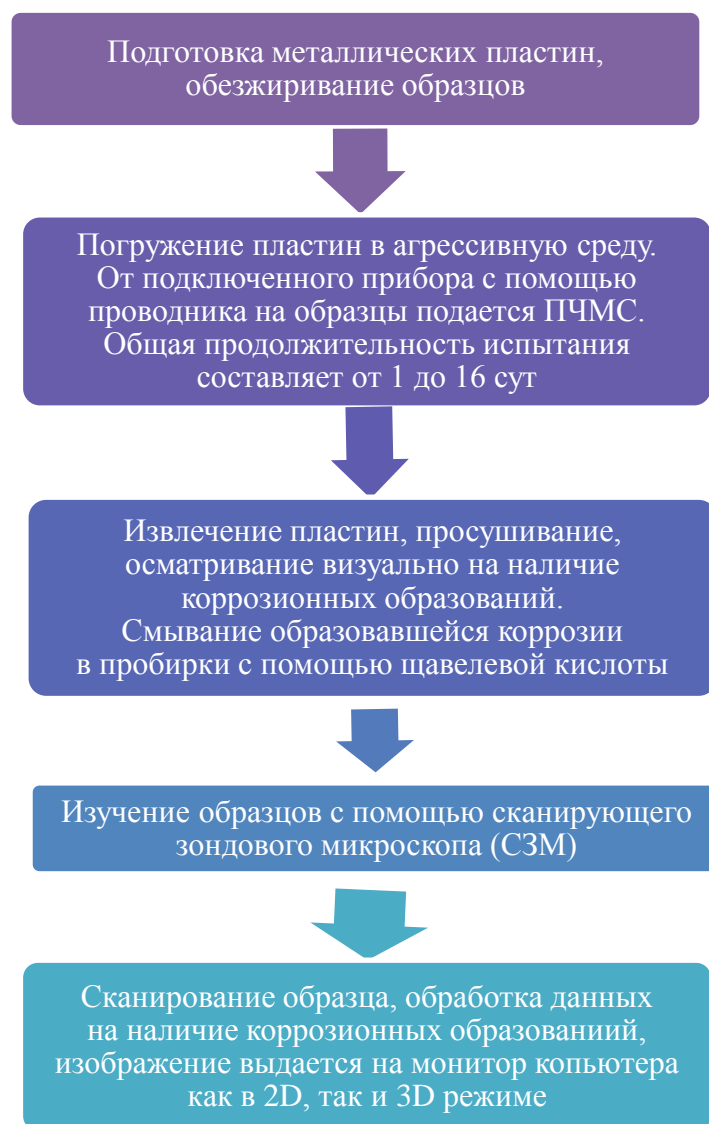 Подготовка металлических пластин,
обезжиривание образцов
Погружение пластин в агрессивную среду.
От подключенного прибора с помощью
проводника на образцы подается ПЧМС.
Общая продолжительность испытания
составляет от 1 до 16 сут
Извлечение пластин, просушивание,
осматривание визуально на наличие
коррозионных образований.
Смывание образовавшейся коррозии
в пробирки с помощью щавелевой кислоты
Изучение образцов с помощью сканирующего
зондового микроскопа (СЗМ)
Сканирование образца, обработка данных
на наличие коррозионных образованиий,
изображение выдается на монитор копьютера
как в 2D, так и 3D режиме